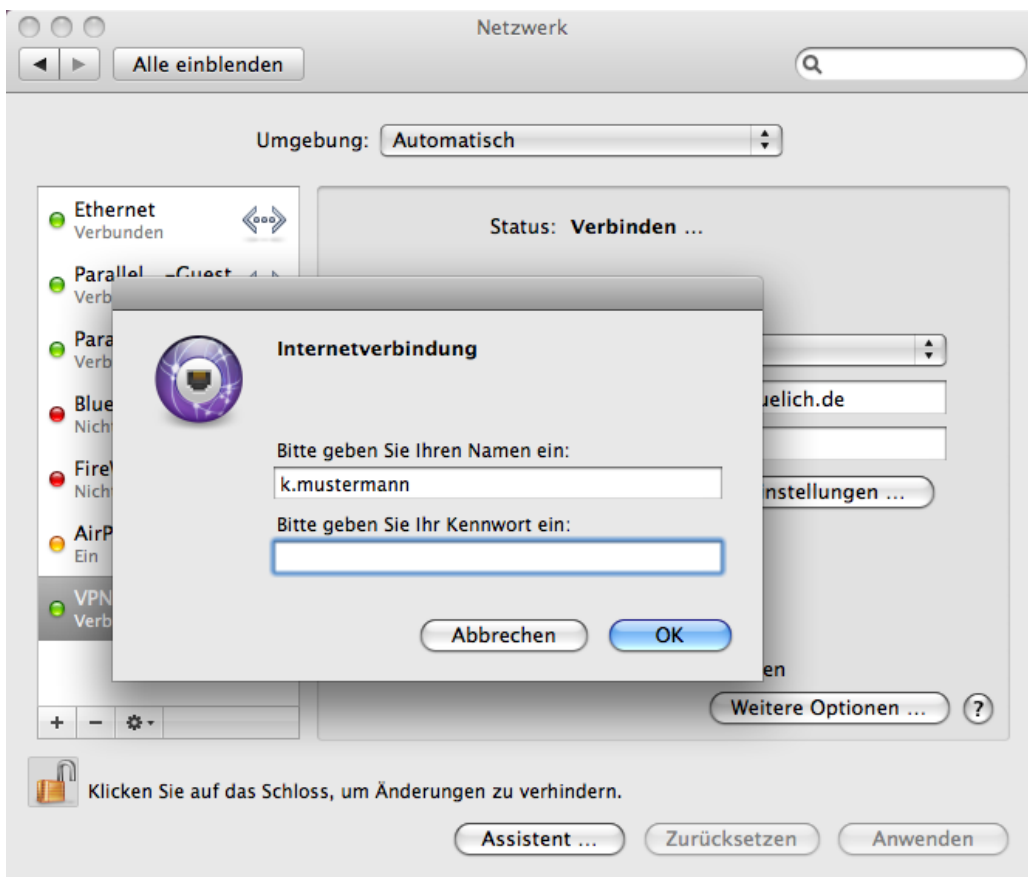 Netzwerk
Alle einblenden
Umgebung: Automatisch
Ethernet
Verbunden
Status: Verbinden ...
Internetverbindung
Bitte geben Sie Ihren Namen ein:
k.mustermann
Bitte geben Sie Ihr Kennwort ein:
Ein
VPN
Abbrechen
OK
Weitere Optionen ...
?
Klicken Sie auf das Schloss, um Änderungen zu verhindern.
Assistent ...
Zurücksetzen
Anwenden